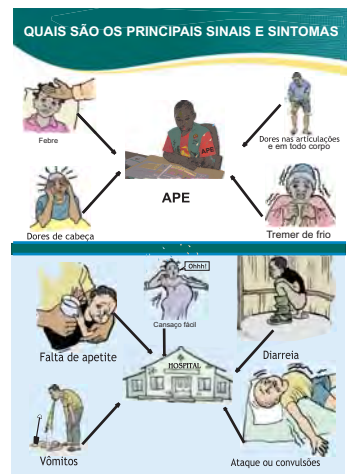 QUAIS SÃO OS PRINCIPAIS SINAIS E SINTOMAS
Febre
Dores nas articulações
e em todo corpo
APE
APE
Dores de cabeça
Tremer de frio
Ohhh!
Cansaço fácil
Falta de apetite
HOSPITAL
Diarreia
Vômitos
Ataque ou convulsões